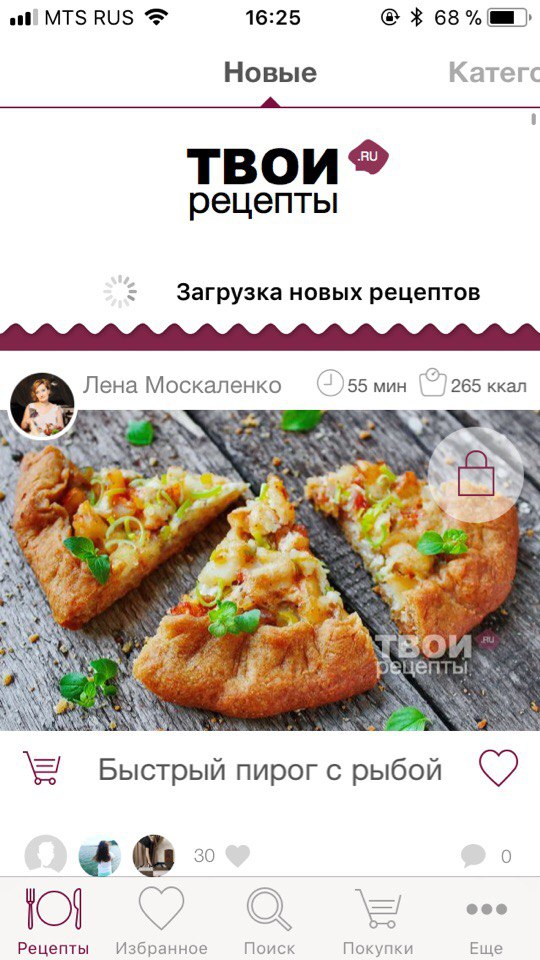 MTS RUS 16:25 68 %
Новые Катего
ТВОИ .RU
рецепты
Загрузка новых рецептов
Лена Москаленко 55 мин 265 ккал
ТВОИ .RU
рецепты
Быстрый пирог с рыбой
30 0
Рецепты Избранное Поиск Покупки Еще